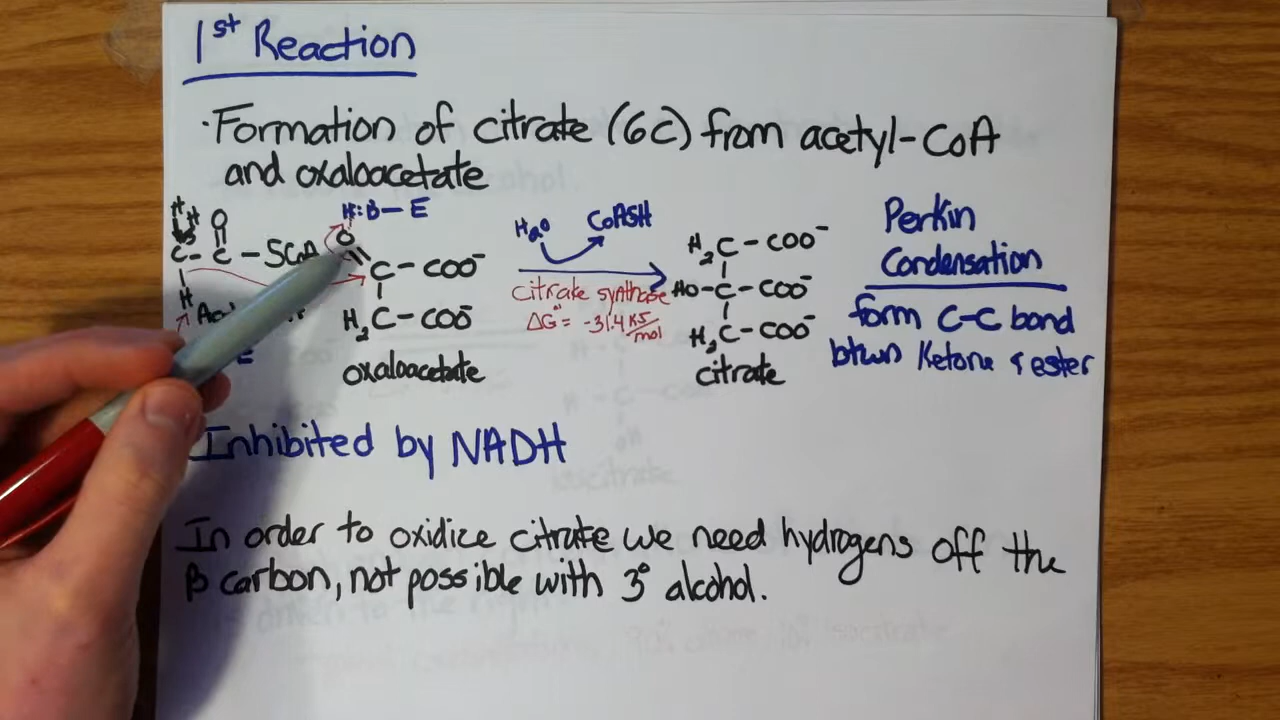 1st Reaction
·Formation of citrate (6C) from acetyl-CoA
and oxaloacetate
H:B-E
H H O
C-C-SCoA
H
O
C-COO⁻
H₂C-COO⁻
oxaloacetate
E
H₂O CoASH
citrate synthase
ΔG°'= -31.4 KJ/mol
H₂C-COO⁻
HO-C-COO⁻
H₂C-COO⁻
citrate
Perkin
Condensation
form C-C bond
btwn Ketone & ester
Inhibited by NADH
In order to oxidize citrate we need hydrogens off the
β carbon, not possible with 3° alcohol.